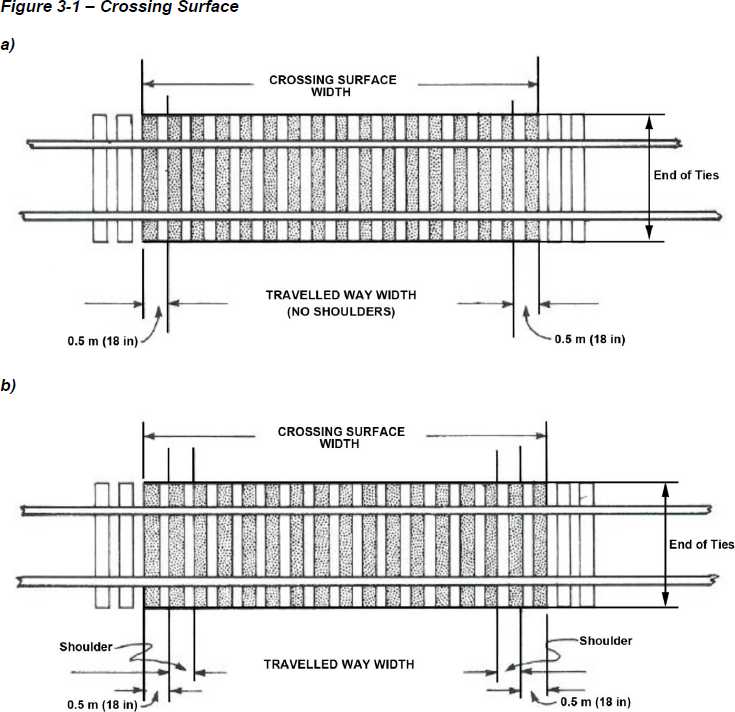 Figure 3-1 – Crossing Surface
a)
CROSSING SURFACE
WIDTH
End of Ties
TRAVELLED WAY WIDTH
(NO SHOULDERS)
0.5 m (18 in)
0.5 m (18 in)
b)
CROSSING SURFACE
WIDTH
End of Ties
Shoulder
Shoulder
TRAVELLED WAY WIDTH
0.5 m (18 in)
0.5 m (18 in)